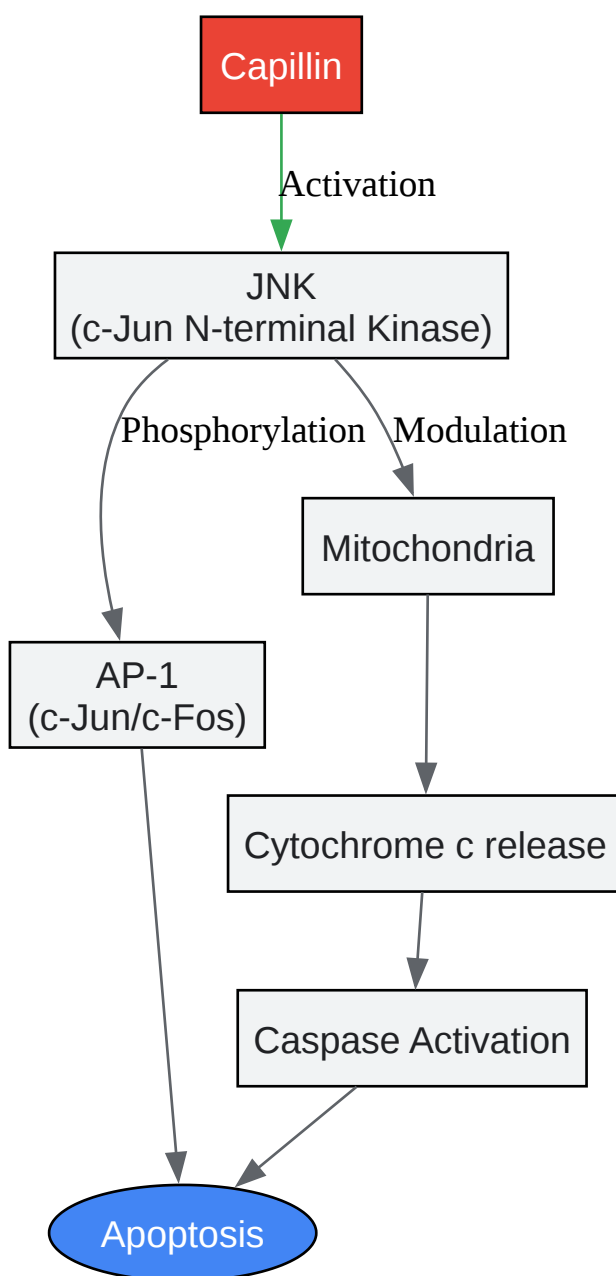 Capillin
Activation
JNK
(c-Jun N-terminal Kinase)
Phosphorylation
Modulation
Mitochondria
AP-1
(c-Jun/c-Fos)
Cytochrome c release
Caspase Activation
Apoptosis